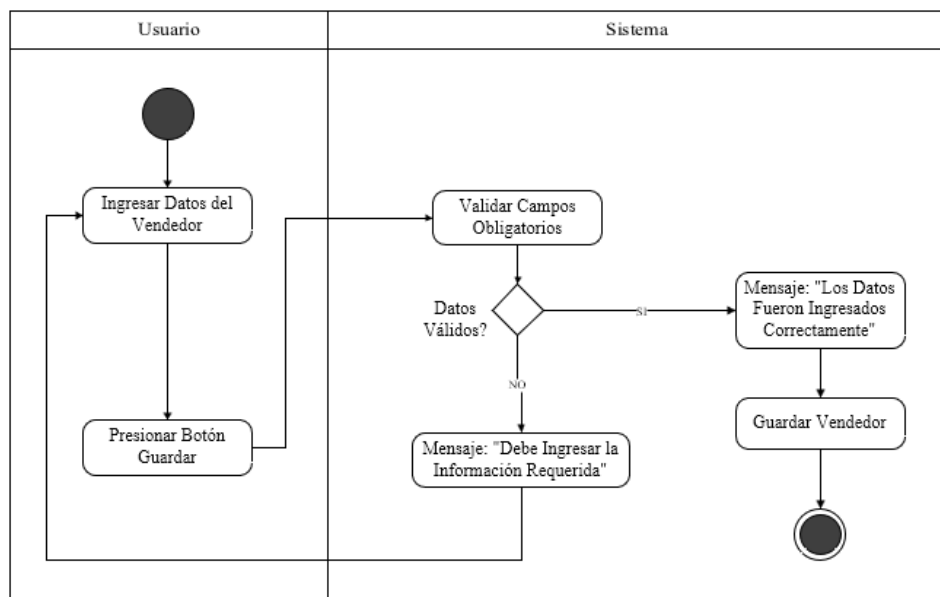 Usuario
Sistema
Ingresar Datos del
Vendedor
Validar Campos
Obligatorios
Datos
Válidos?
SI
Mensaje: "Los Datos
Fueron Ingresados
Correctamente"
NO
Presionar Botón
Guardar
Mensaje: "Debe Ingresar la
Información Requerida"
Guardar Vendedor